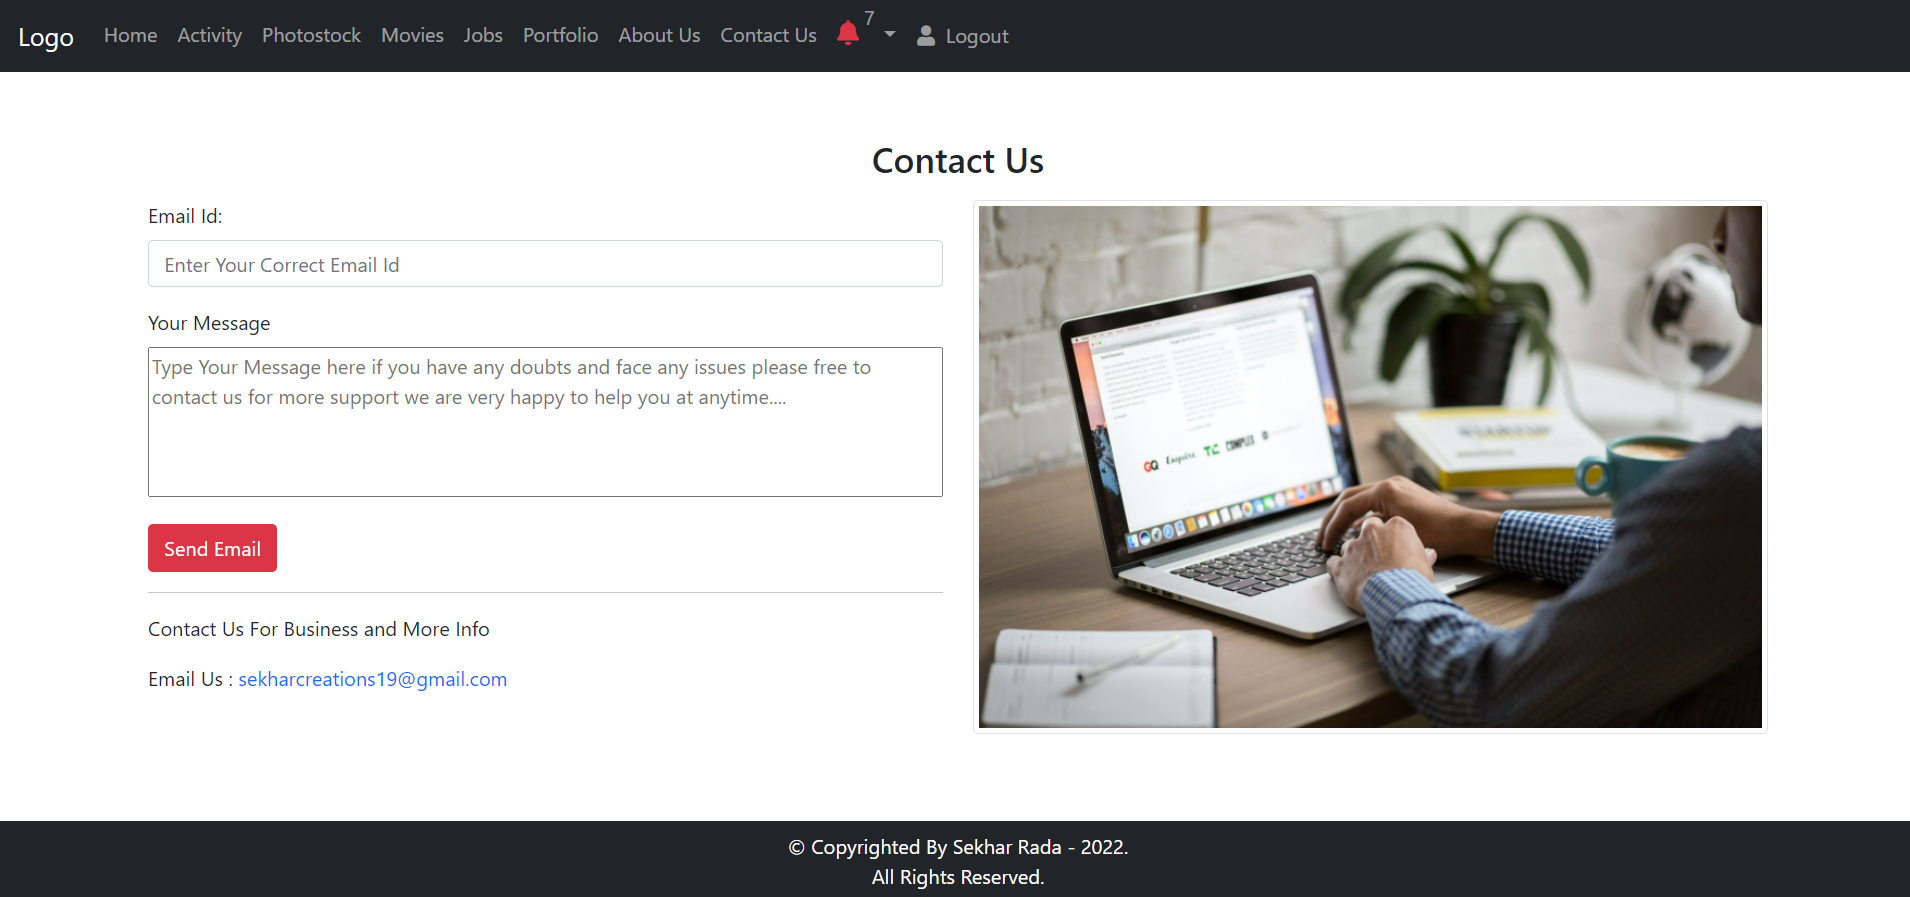 Logo Home Activity Photostock Movies Jobs Portfolio About Us Contact Us 7 Logout
Contact Us
Email Id:
Enter Your Correct Email Id
Your Message
Type Your Message here if you have any doubts and face any issues please free to
contact us for more support we are very happy to help you at anytime....
Send Email
Contact Us For Business and More Info
Email Us : sekharcreations19@gmail.com
GQ Esquire TC COMPLEX
© Copyrighted By Sekhar Rada - 2022.
All Rights Reserved.